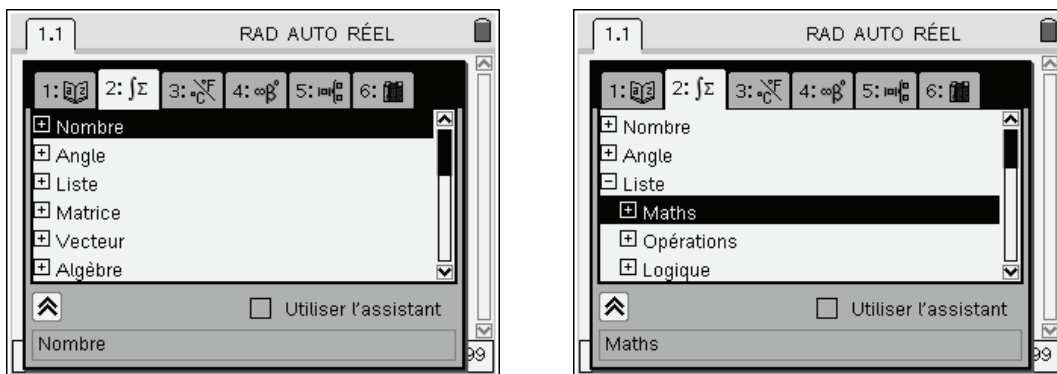 1.1 RAD AUTO RÉEL
1: 2: ∫Σ 3: °C °F 4: ∞β° 5: 6:
Nombre
Angle
Liste
Matrice
Vecteur
Algèbre
Utiliser l'assistant
Nombre
99
1.1 RAD AUTO RÉEL
1: 2: ∫Σ 3: °C °F 4: ∞β° 5: 6:
Nombre
Angle
Liste
Maths
Opérations
Logique
Utiliser l'assistant
Maths
99